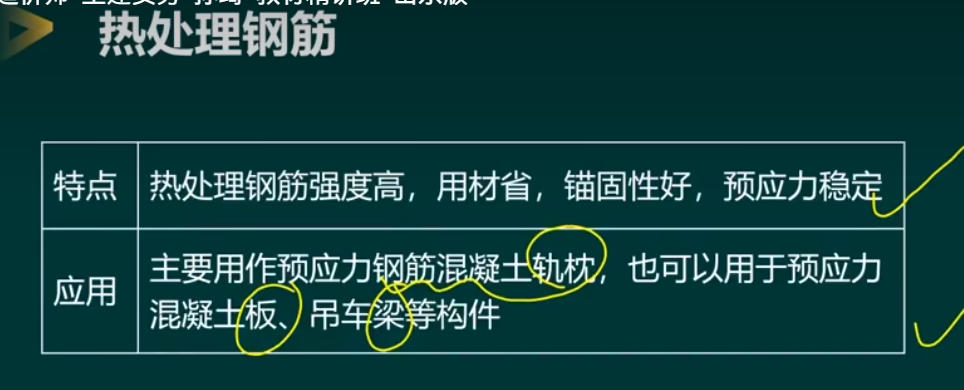 热处理钢筋
特点
热处理钢筋强度高，用材省，锚固性好，预应力稳定
应用
主要用作预应力钢筋混凝土轨枕，也可以用于预应力
混凝土板、吊车梁等构件